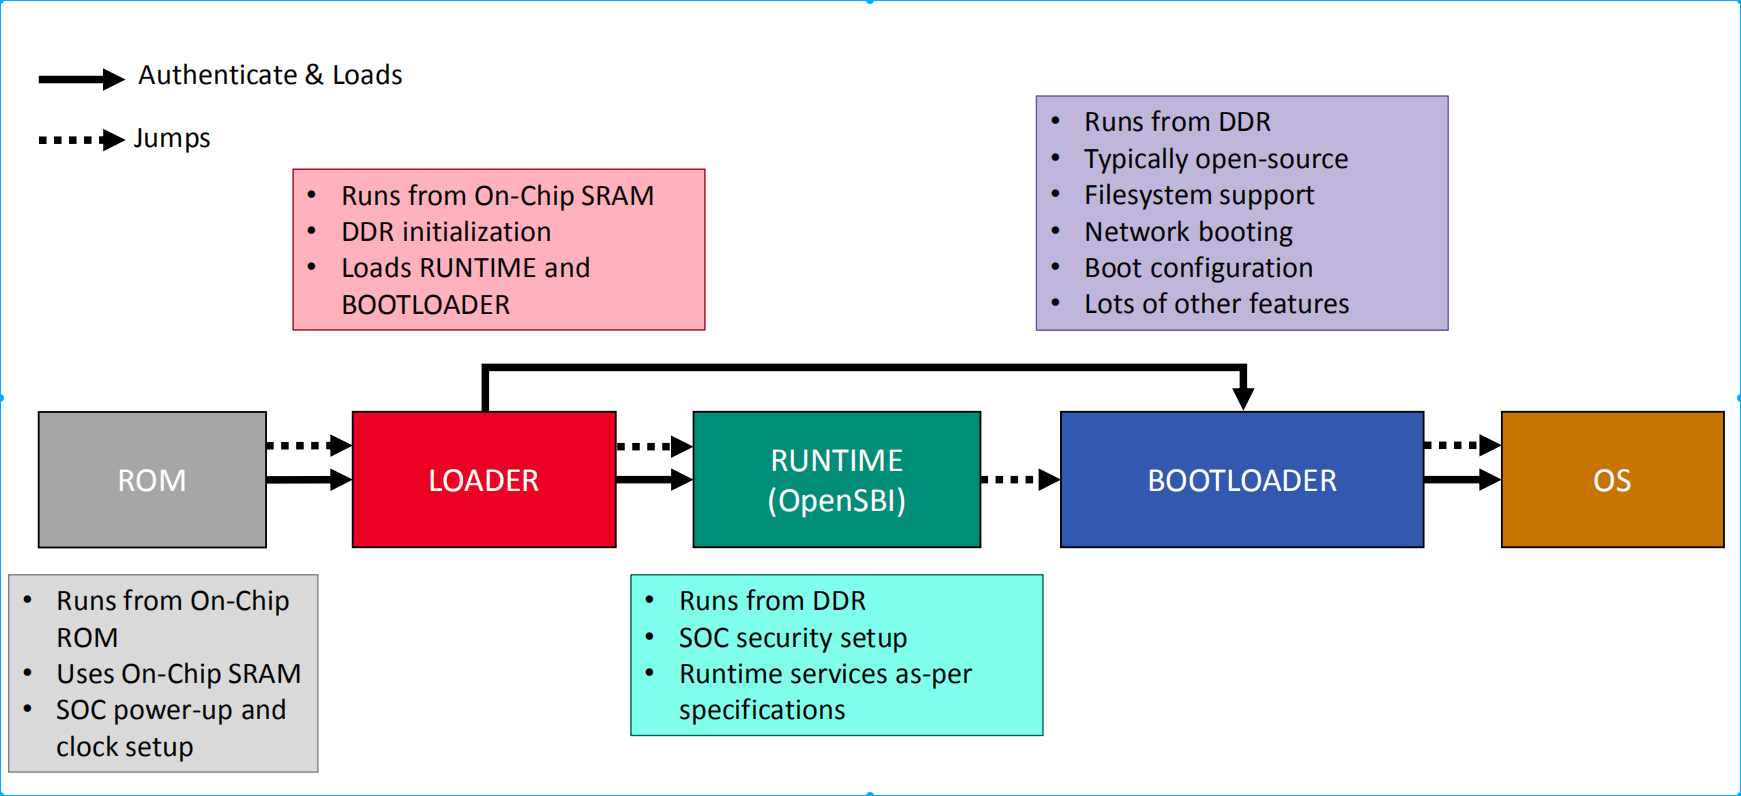 Authenticate & Loads
Jumps
• Runs from On-Chip SRAM
• DDR initialization
• Loads RUNTIME and
BOOTLOADER
• Runs from DDR
• Typically open-source
• Filesystem support
• Network booting
• Boot configuration
• Lots of other features
ROM
LOADER
RUNTIME
(OpenSBI)
BOOTLOADER
OS
• Runs from On-Chip
ROM
• Uses On-Chip SRAM
• SOC power-up and
clock setup
• Runs from DDR
• SOC security setup
• Runtime services as-per
specifications